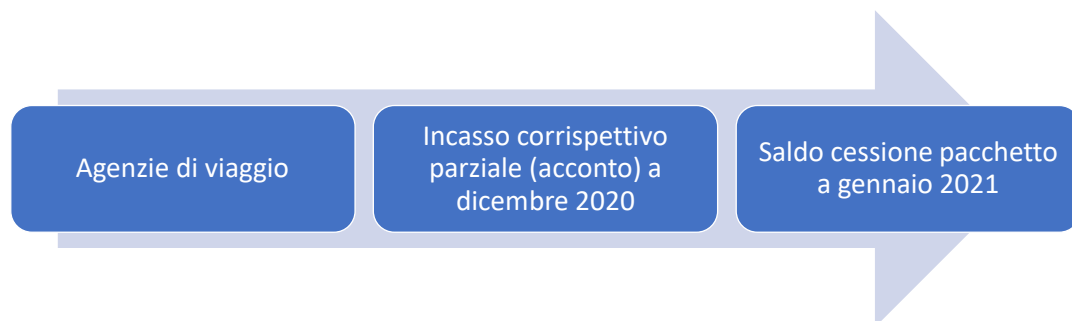 Agenzie di viaggio
Incasso corrispettivo
parziale (acconto) a
dicembre 2020
Saldo cessione pacchetto
a gennaio 2021